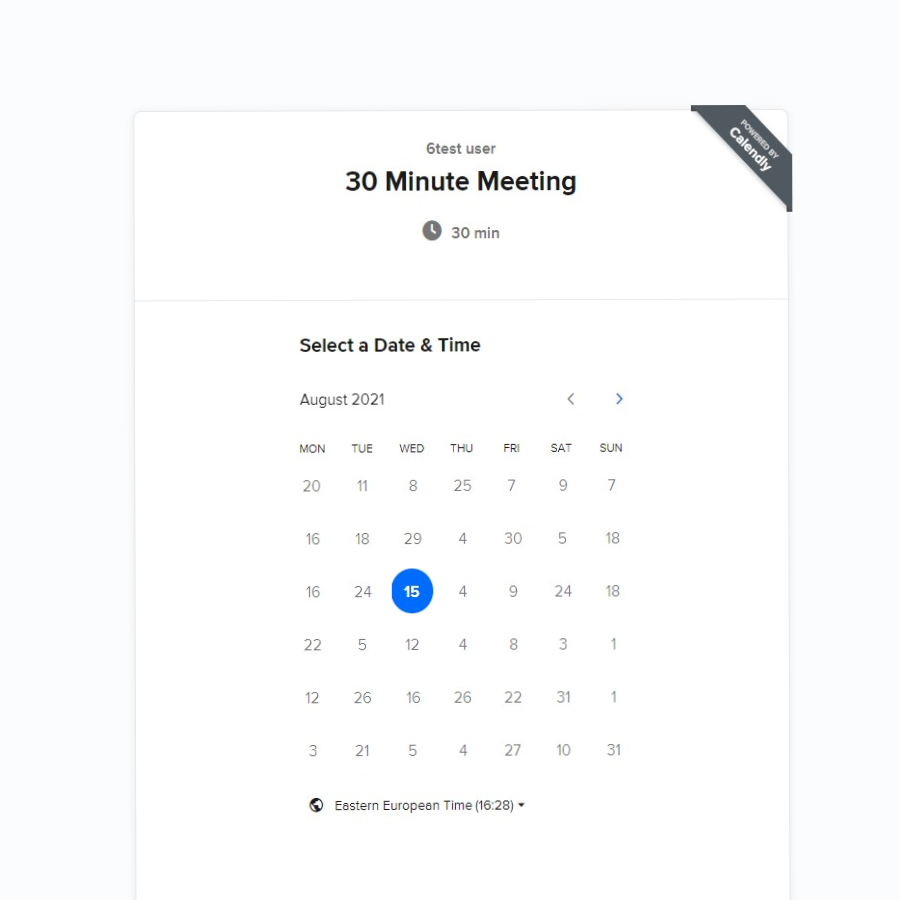 POWERED BY
Calendly
6test user
30 Minute Meeting
30 min
Select a Date & Time
August 2021
MON TUE WED THU FRI SAT SUN
20 11 8 25 7 9 7
16 18 29 4 30 5 18
16 24 15 4 9 24 18
22 5 12 4 8 3 1
12 26 16 26 22 31 1
3 21 5 4 27 10 31
Eastern European Time (16:28)